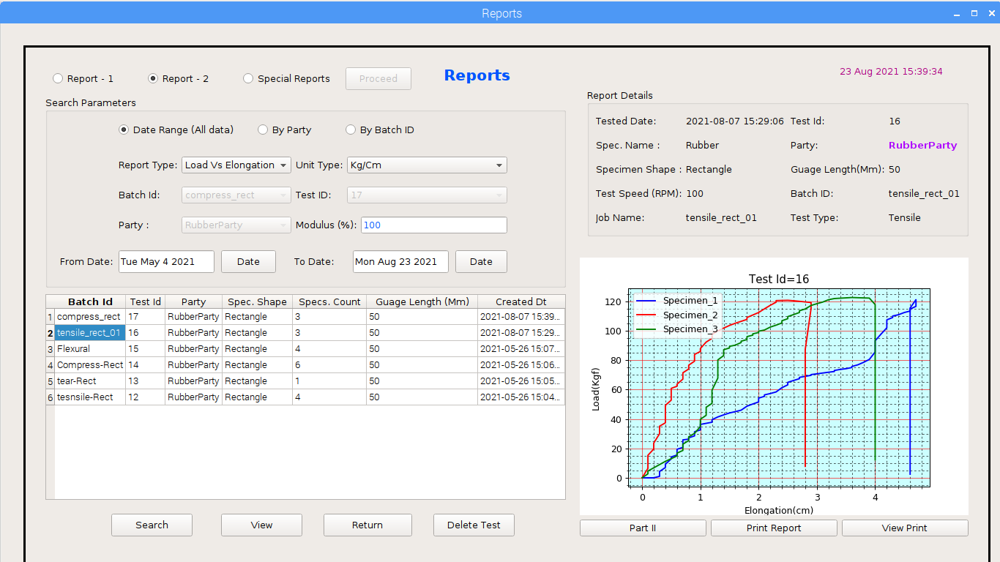 Reports
Report - 1 Report - 2 Special Reports Proceed Reports 23 Aug 2021 15:39:34
Search Parameters
Date Range (All data) By Party By Batch ID
Report Type: Load Vs Elongation Unit Type: Kg/Cm
Batch Id: compress_rect Test ID: 17
Party : RubberParty Modulus (%): 100
From Date: Tue May 4 2021 Date To Date: Mon Aug 23 2021 Date
Batch Id Test Id Party Spec. Shape Specs. Count Guage Length (Mm) Created Dt
1 compress_rect 17 RubberParty Rectangle 3 50 2021-08-07 15:39...
2 tensile_rect_01 16 RubberParty Rectangle 3 50 2021-08-07 15:29...
3 Flexural 15 RubberParty Rectangle 4 50 2021-05-26 15:07...
4 Compress-Rect 14 RubberParty Rectangle 6 50 2021-05-26 15:06...
5 tear-Rect 13 RubberParty Rectangle 1 50 2021-05-26 15:05...
6 tesnsile-Rect 12 RubberParty Rectangle 4 50 2021-05-26 15:04...
Search View Return Delete Test
Report Details
Tested Date: 2021-08-07 15:29:06 Test Id: 16
Spec. Name : Rubber Party: RubberParty
Specimen Shape : Rectangle Guage Length(Mm): 50
Test Speed (RPM): 100 Batch ID: tensile_rect_01
Job Name: tensile_rect_01 Test Type: Tensile
Test Id=16
Specimen_1
Specimen_2
Specimen_3
Load(Kgf)
120
100
80
60
40
20
0
0 1 2 3 4
Elongation(cm)
Part II Print Report View Print